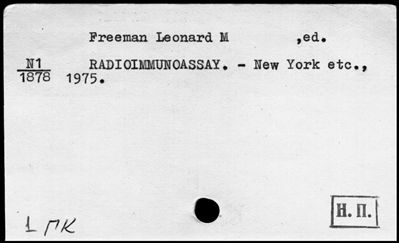 Freeman Leonard M ,ed.
N1 RADIOIMMUNOASSAY. - New York etc.,
1878 1975.
1 ПК
Н. П.